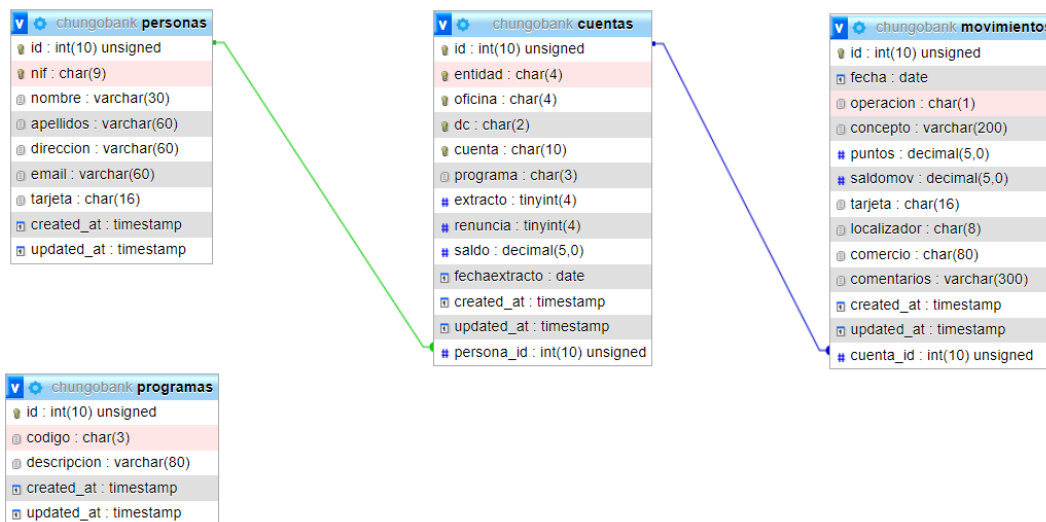 v chungobank personas
id : int(10) unsigned
nif : char(9)
nombre : varchar(30)
apellidos : varchar(60)
direccion : varchar(60)
email : varchar(60)
tarjeta : char(16)
created_at : timestamp
updated_at : timestamp
v chungobank cuentas
id : int(10) unsigned
entidad : char(4)
oficina : char(4)
dc : char(2)
cuenta : char(10)
programa : char(3)
# extracto : tinyint(4)
# renuncia : tinyint(4)
# saldo : decimal(5,0)
fechaextracto : date
created_at : timestamp
updated_at : timestamp
# persona_id : int(10) unsigned
v chungobank movimientos
id : int(10) unsigned
fecha : date
operacion : char(1)
concepto : varchar(200)
# puntos : decimal(5,0)
# saldomov : decimal(5,0)
tarjeta : char(16)
localizador : char(8)
comercio : char(80)
comentarios : varchar(300)
created_at : timestamp
updated_at : timestamp
# cuenta_id : int(10) unsigned
v chungobank programas
id : int(10) unsigned
codigo : char(3)
descripcion : varchar(80)
created_at : timestamp
updated_at : timestamp